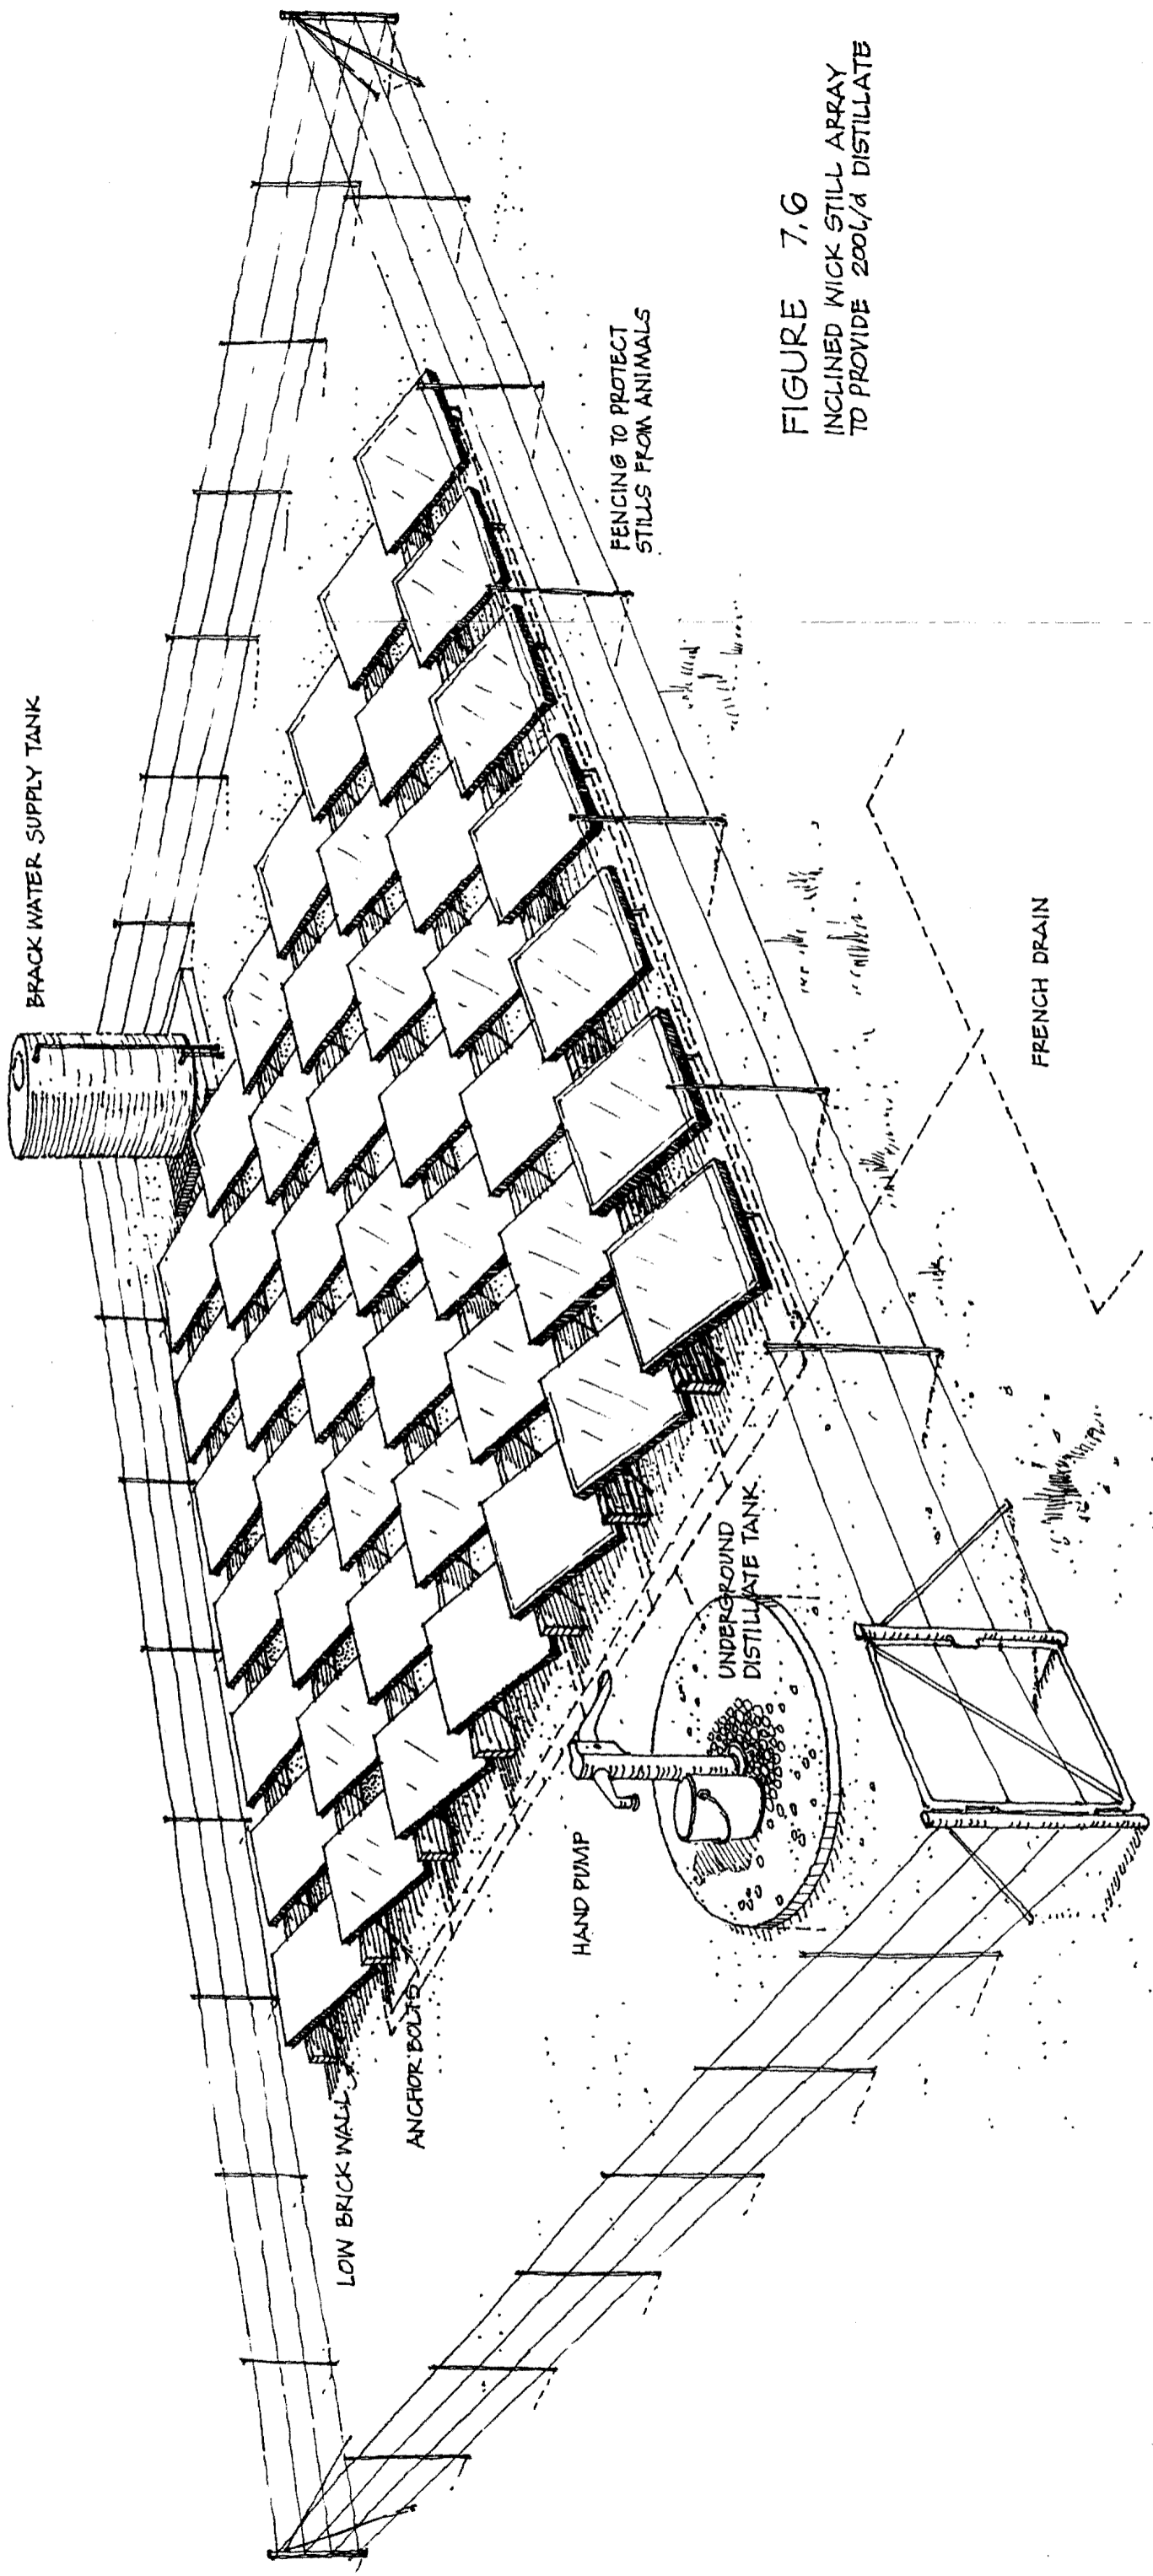 BRACK WATER SUPPLY TANK
LOW BRICK WALL
ANCHOR BOLTS
HAND PUMP
UNDERGROUND
DISTILLATE TANK
FENCING TO PROTECT
STILLS FROM ANIMALS
FRENCH DRAIN
FIGURE 7.6
INCLINED WICK STILL ARRAY
TO PROVIDE 200l/d DISTILLATE